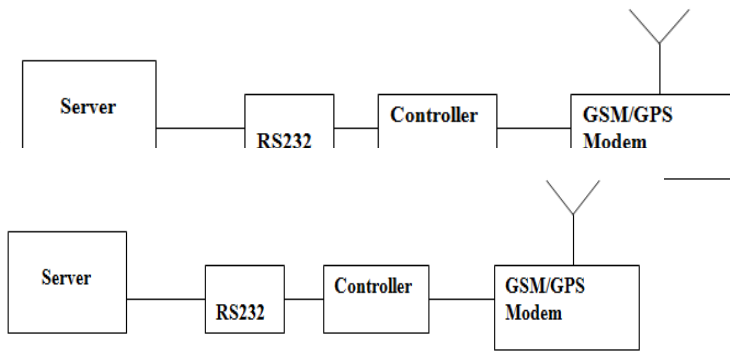 Server
RS232
Controller
GSM/GPS
Modem
Server
RS232
Controller
GSM/GPS
Modem